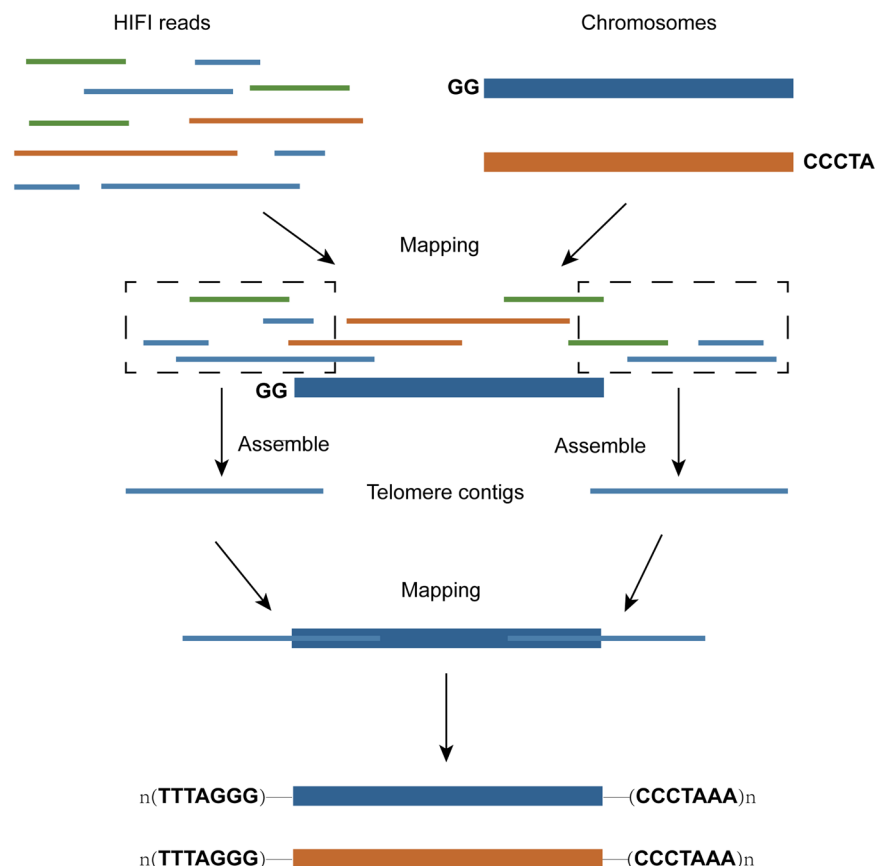 HIFI reads
Chromosomes
GG
CCCTA
Mapping
GG
Assemble
Assemble
Telomere contigs
Mapping
n(TTTAGGG) (CCCTAAA)n
n(TTTAGGG) (CCCTAAA)n